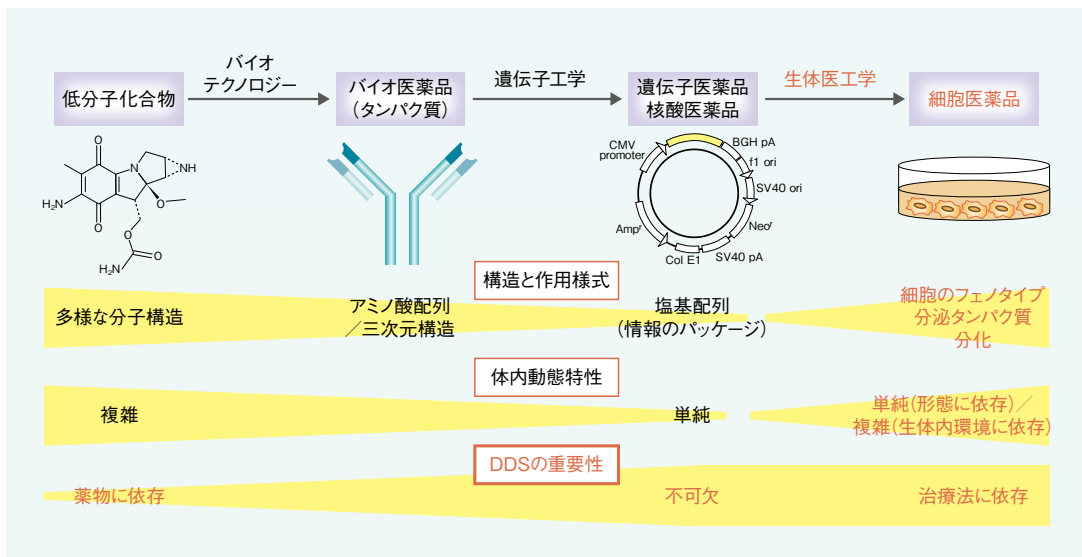 バイオ
テクノロジー
遺伝子工学
生体医工学
低分子化合物
バイオ医薬品
（タンパク質）
遺伝子医薬品
核酸医薬品
細胞医薬品
O
N
NH
H₂N
O
O
O
H₂N
O
CMV
promoter
BGH pA
f1 ori
SV40 ori
Neoʳ
SV40 pA
Col E1
Ampʳ
構造と作用様式
多様な分子構造
アミノ酸配列
／三次元構造
塩基配列
（情報のパッケージ）
細胞のフェノタイプ
分泌タンパク質
分化
体内動態特性
複雑
単純
単純（形態に依存）／
複雑（生体内環境に依存）
DDSの重要性
薬物に依存
不可欠
治療法に依存